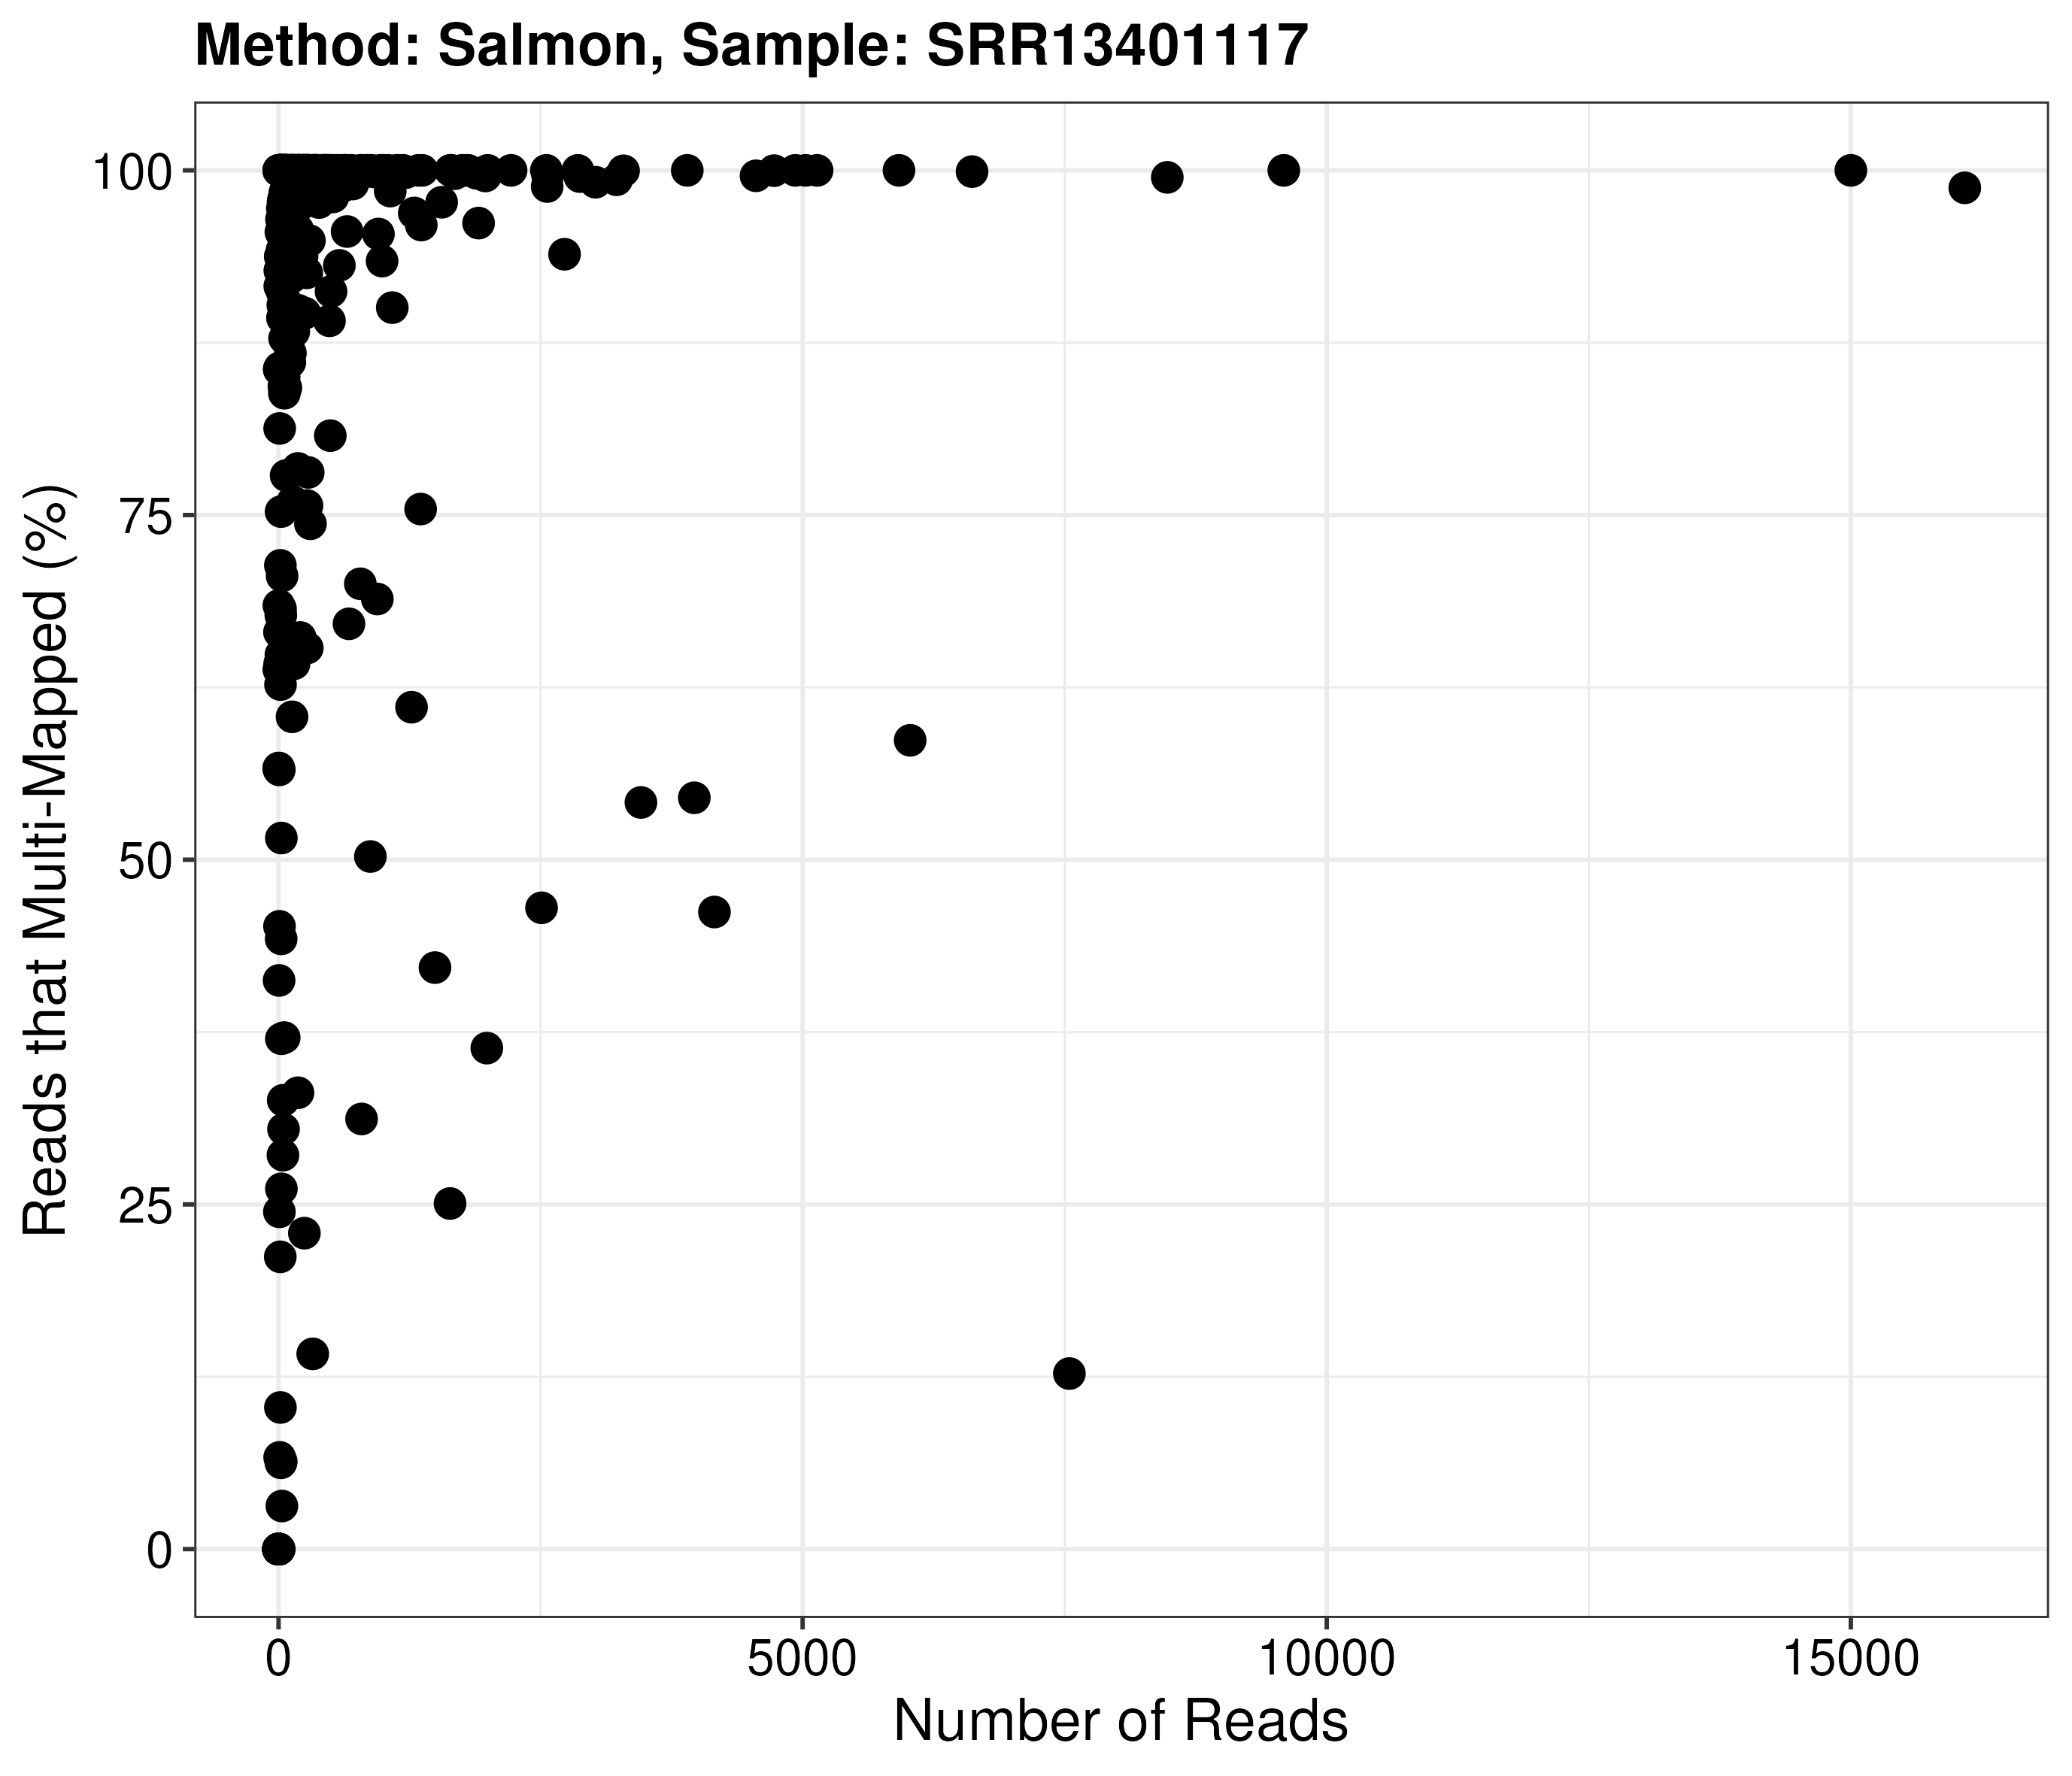 Method: Salmon, Sample: SRR13401117
Reads that Multi-Mapped (%)
100
75
50
25
0
0 5000 10000 15000
Number of Reads